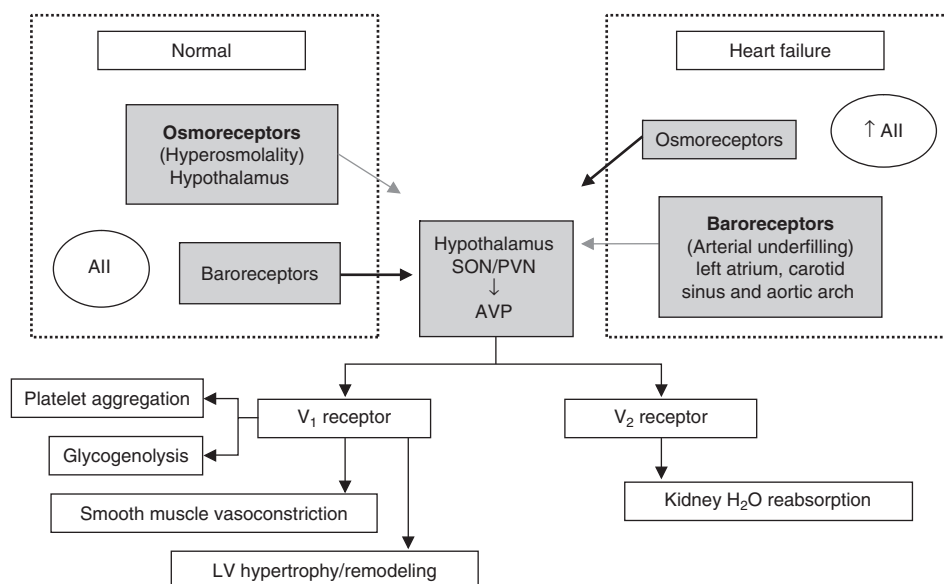 Normal
Osmoreceptors
(Hyperosmolality)
Hypothalamus
AII
Baroreceptors
Heart failure
Osmoreceptors
↑ AII
Baroreceptors
(Arterial underfilling)
left atrium, carotid
sinus and aortic arch
Hypothalamus
SON/PVN
↓
AVP
Platelet aggregation
Glycogenolysis
V₁ receptor
V₂ receptor
Smooth muscle vasoconstriction
LV hypertrophy/remodeling
Kidney H₂O reabsorption